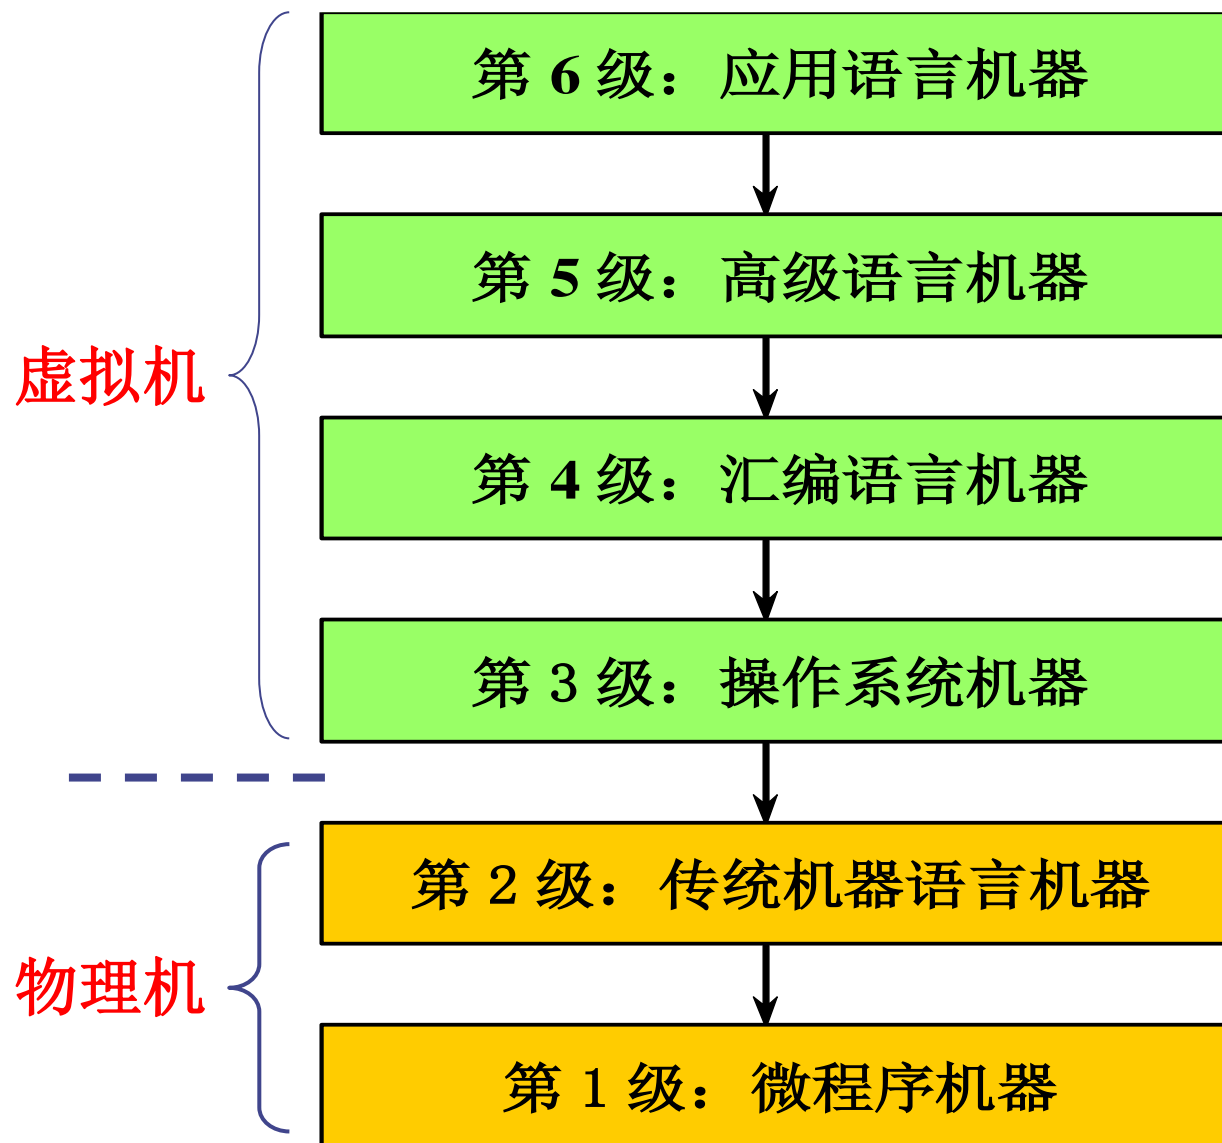 第 6 级：应用语言机器
第 5 级：高级语言机器
虚拟机
第 4 级：汇编语言机器
第 3 级：操作系统机器
第 2 级：传统机器语言机器
物理机
第 1 级：微程序机器